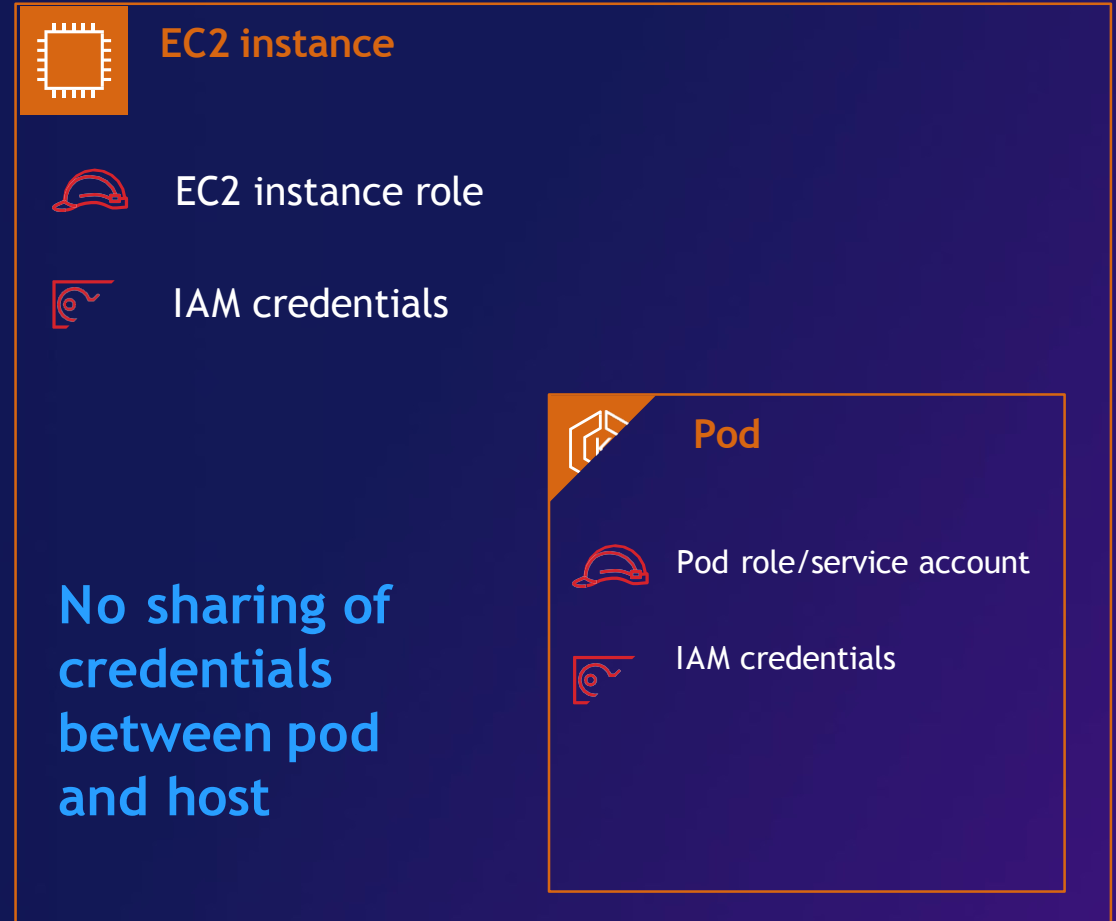 EC2 instance
EC2 instance role
IAM credentials
Pod
Pod role/service account
IAM credentials
No sharing of
credentials
between pod
and host